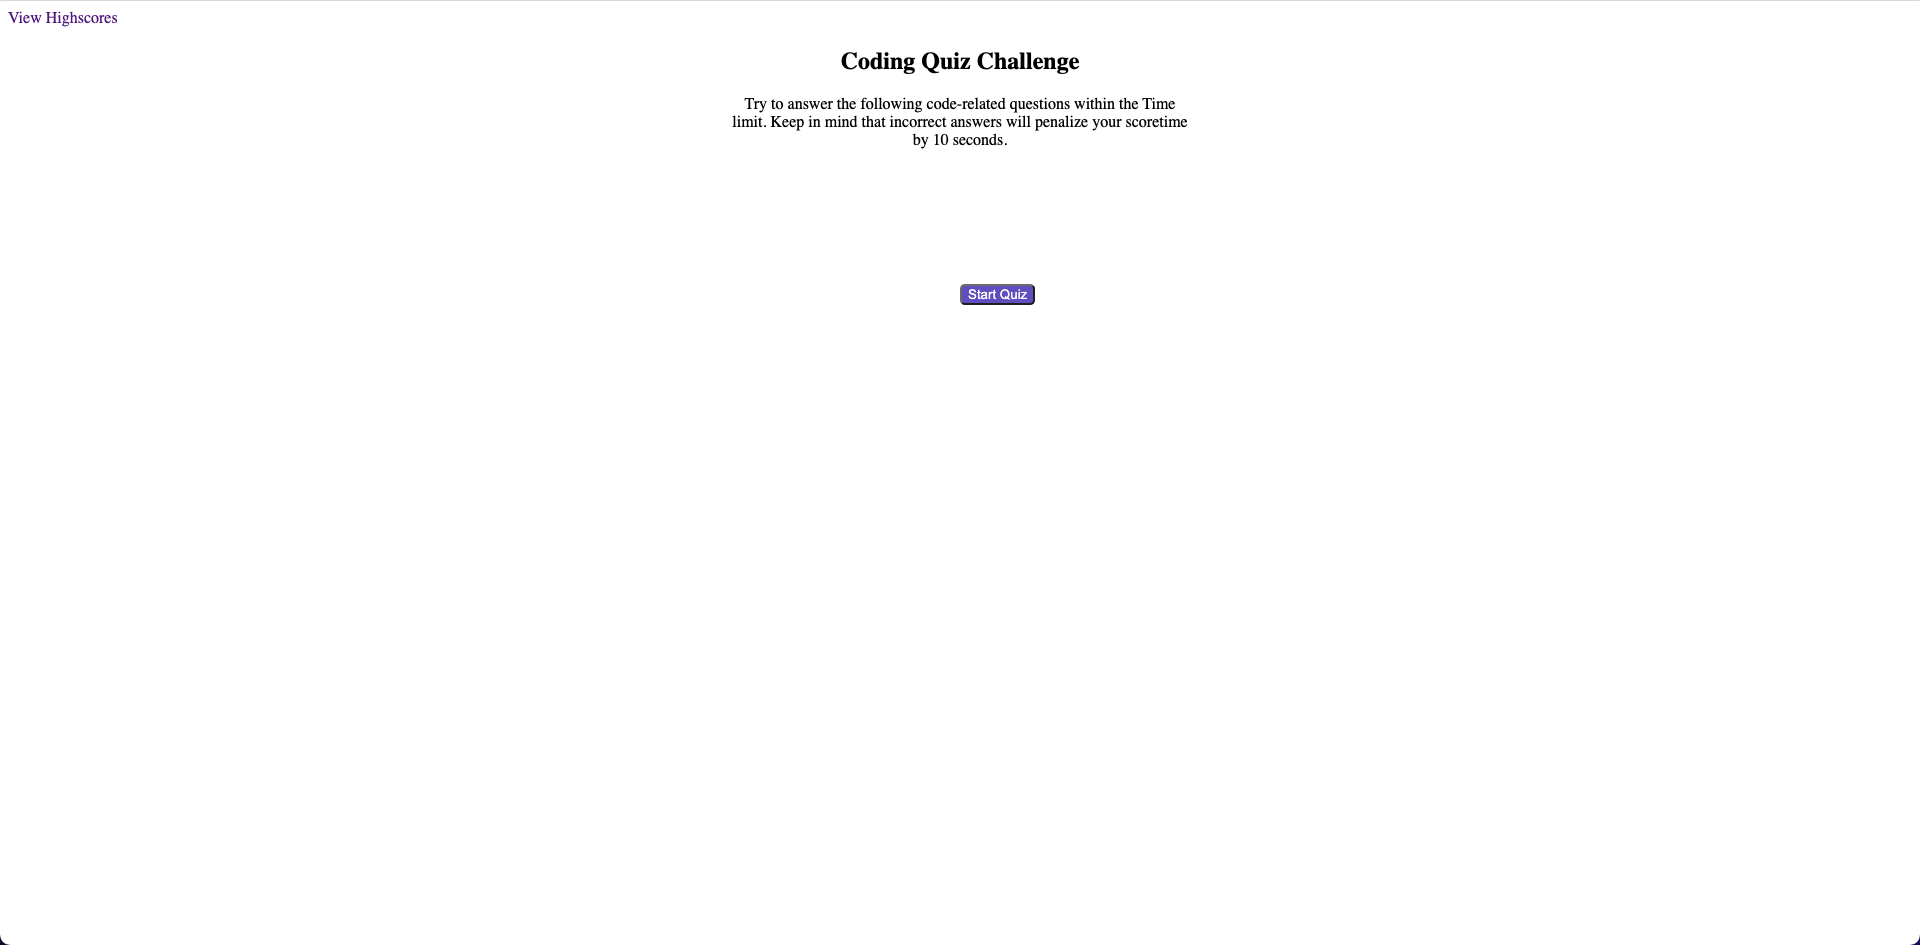 View Highscores
Coding Quiz Challenge
Try to answer the following code-related questions within the Time
limit. Keep in mind that incorrect answers will penalize your scoretime
by 10 seconds.
Start Quiz